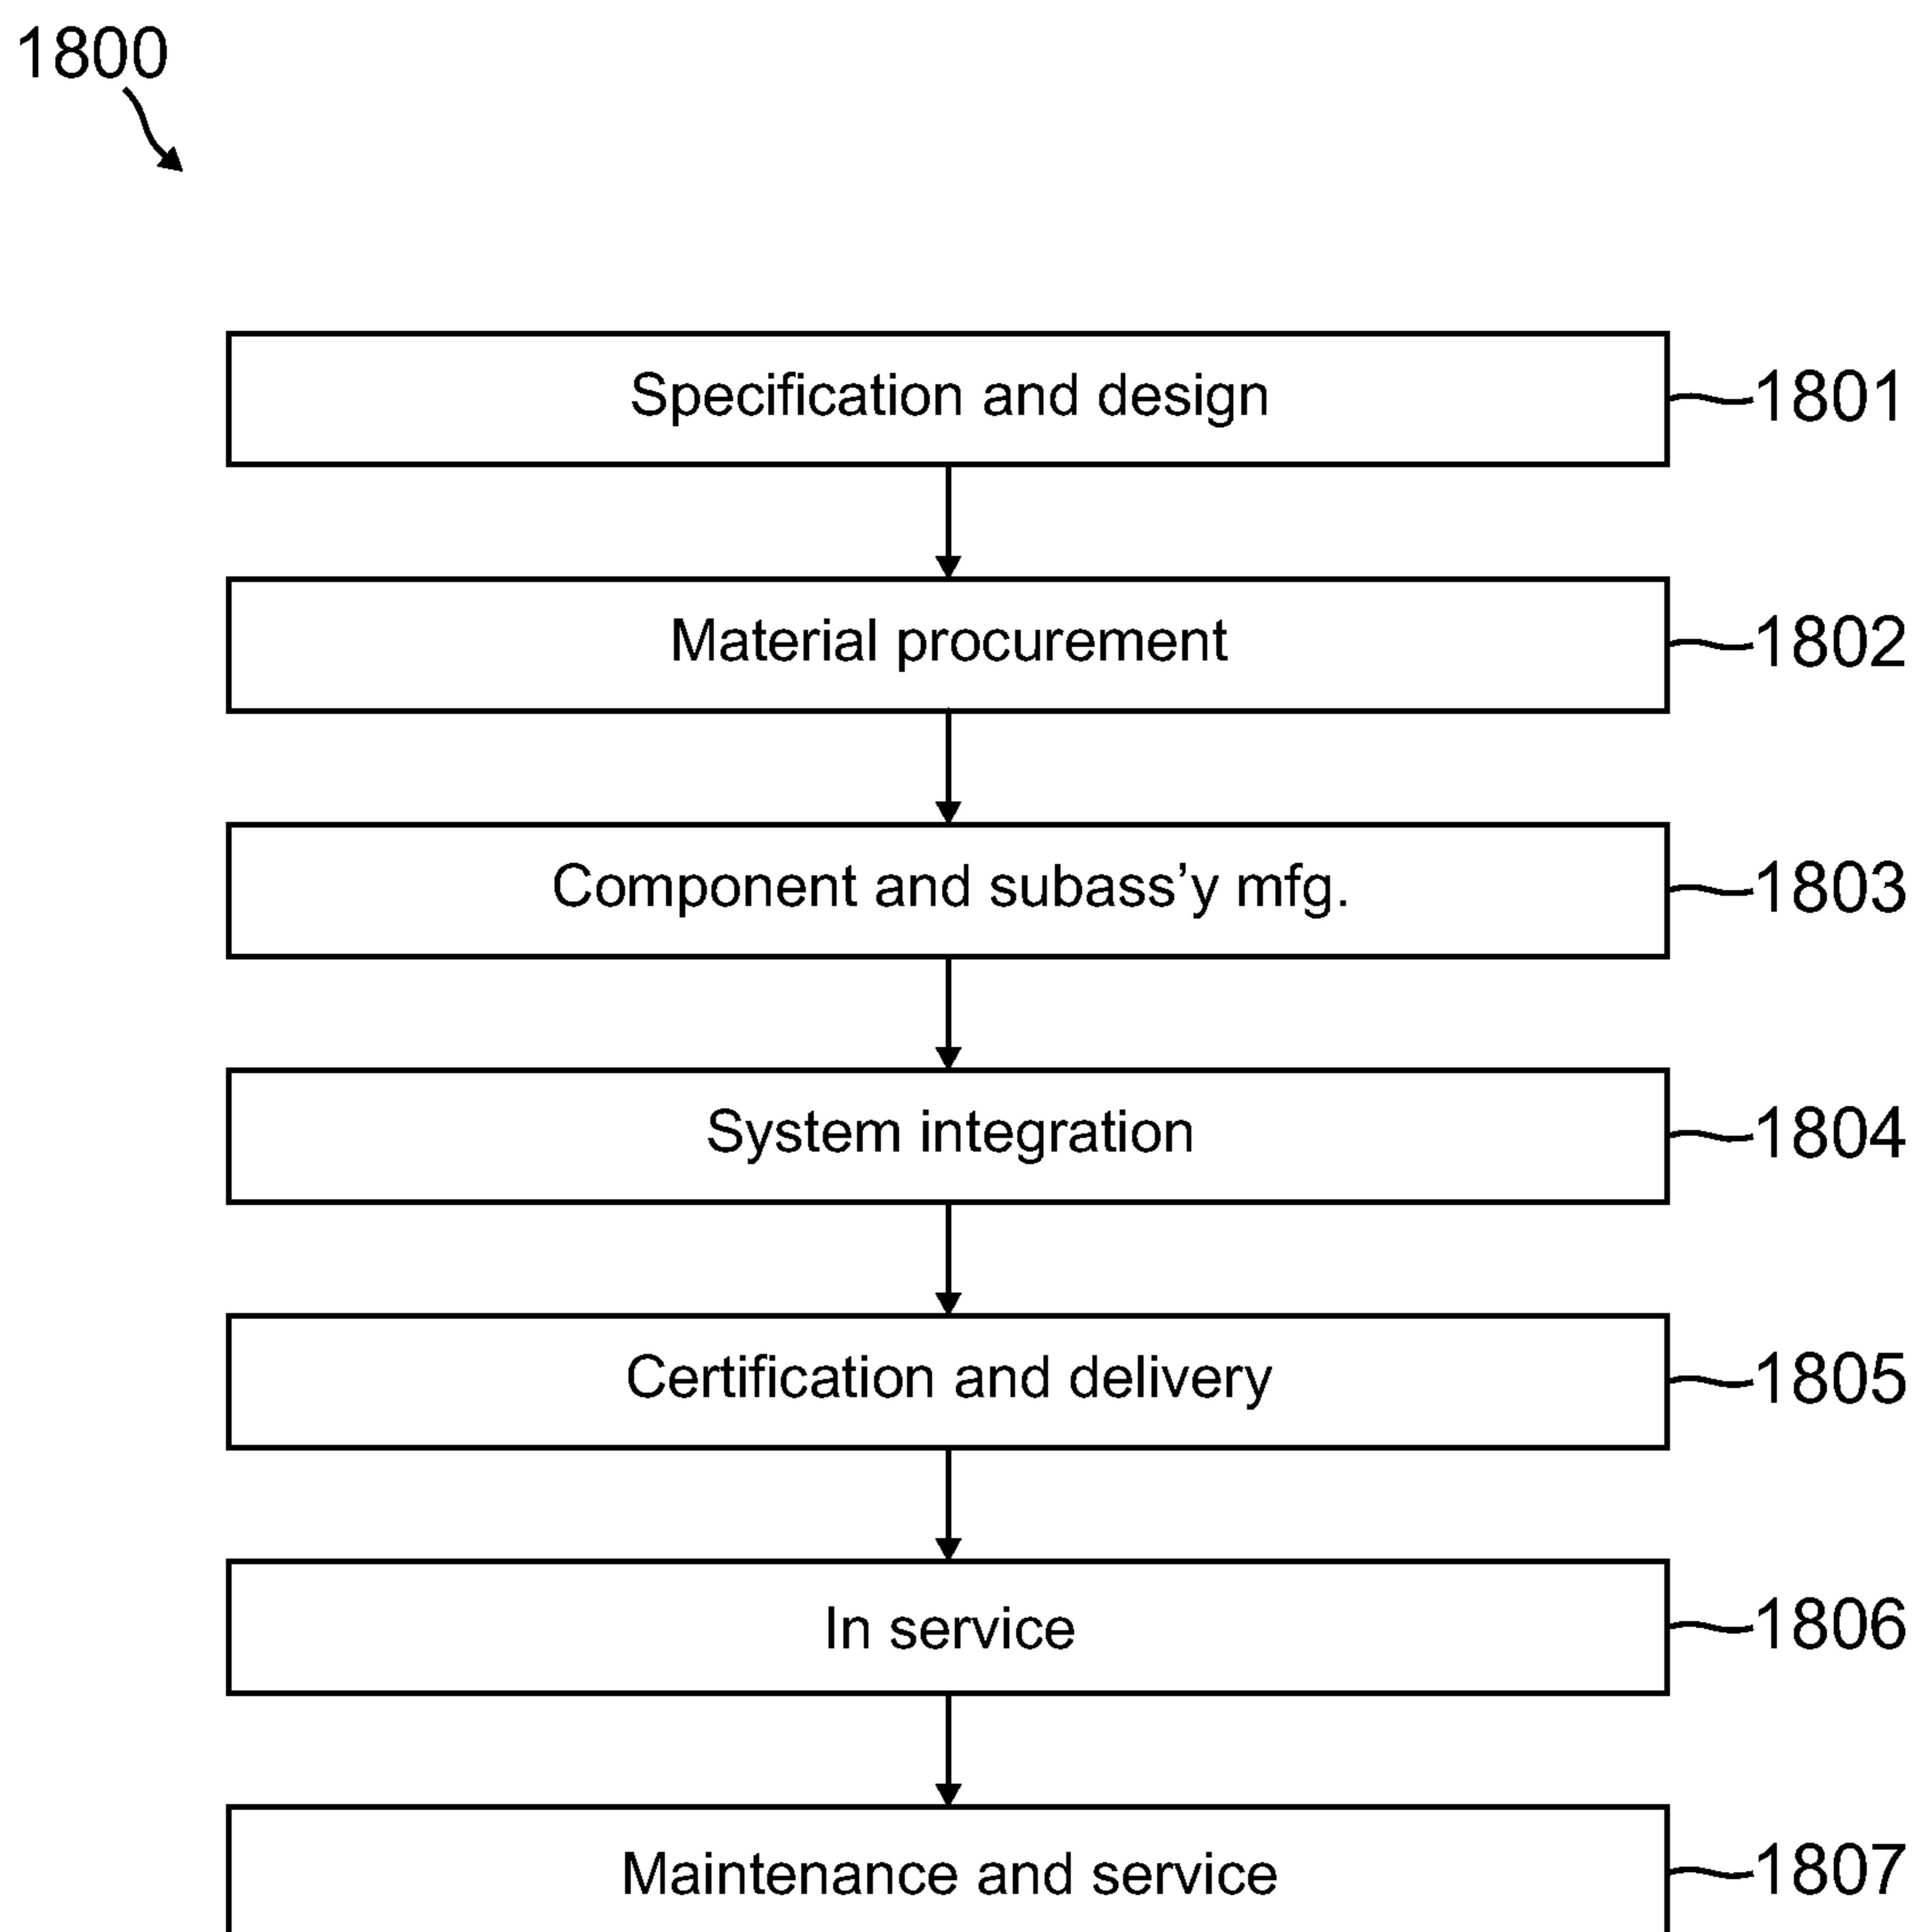 1800
Specification and design 1801
Material procurement 1802
Component and subass’y mfg. 1803
System integration 1804
Certification and delivery 1805
In service 1806
Maintenance and service 1807